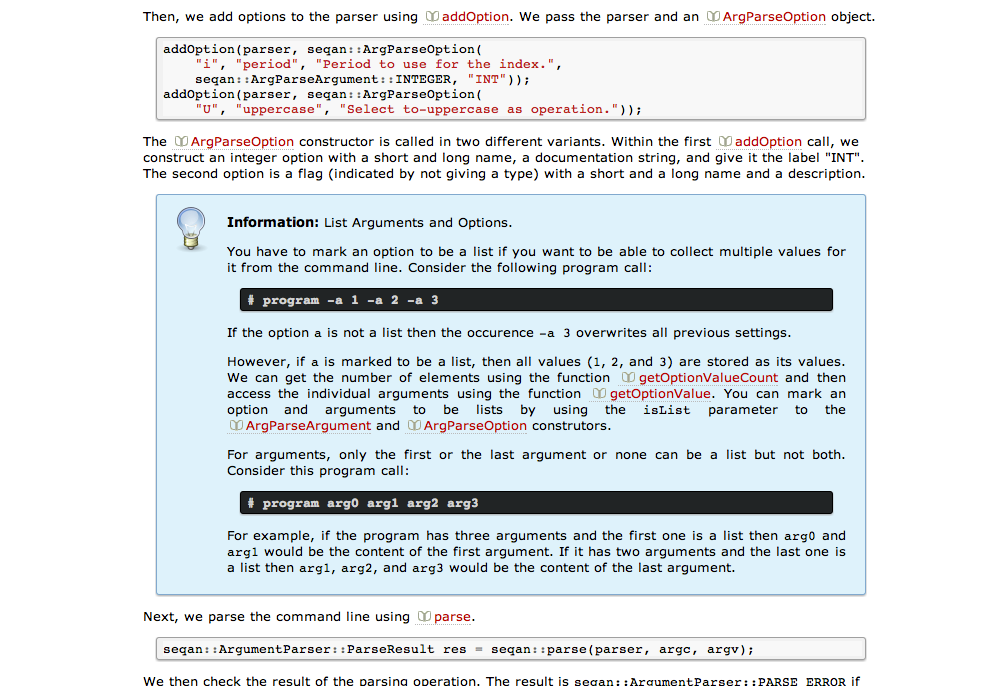 Then, we add options to the parser using addOption. We pass the parser and an ArgParseOption object.
addOption(parser, seqan::ArgParseOption(
"i", "period", "Period to use for the index.",
seqan::ArgParseArgument::INTEGER, "INT"));
addOption(parser, seqan::ArgParseOption(
"U", "uppercase", "Select to-uppercase as operation."));
The ArgParseOption constructor is called in two different variants. Within the first addOption call, we
construct an integer option with a short and long name, a documentation string, and give it the label "INT".
The second option is a flag (indicated by not giving a type) with a short and a long name and a description.
Information: List Arguments and Options.
You have to mark an option to be a list if you want to be able to collect multiple values for
it from the command line. Consider the following program call:
# program -a 1 -a 2 -a 3
If the option a is not a list then the occurence -a 3 overwrites all previous settings.
However, if a is marked to be a list, then all values (1, 2, and 3) are stored as its values.
We can get the number of elements using the function getOptionValueCount and then
access the individual arguments using the function getOptionValue. You can mark an
option and arguments to be lists by using the isList parameter to the
ArgParseArgument and ArgParseOption construtors.
For arguments, only the first or the last argument or none can be a list but not both.
Consider this program call:
# program arg0 arg1 arg2 arg3
For example, if the program has three arguments and the first one is a list then arg0 and
arg1 would be the content of the first argument. If it has two arguments and the last one is
a list then arg1, arg2, and arg3 would be the content of the last argument.
Next, we parse the command line using parse.
seqan::ArgumentParser::ParseResult res = seqan::parse(parser, argc, argv);
We then check the result of the parsing operation. The result is seqan::ArgumentParser::PARSE_ERROR if